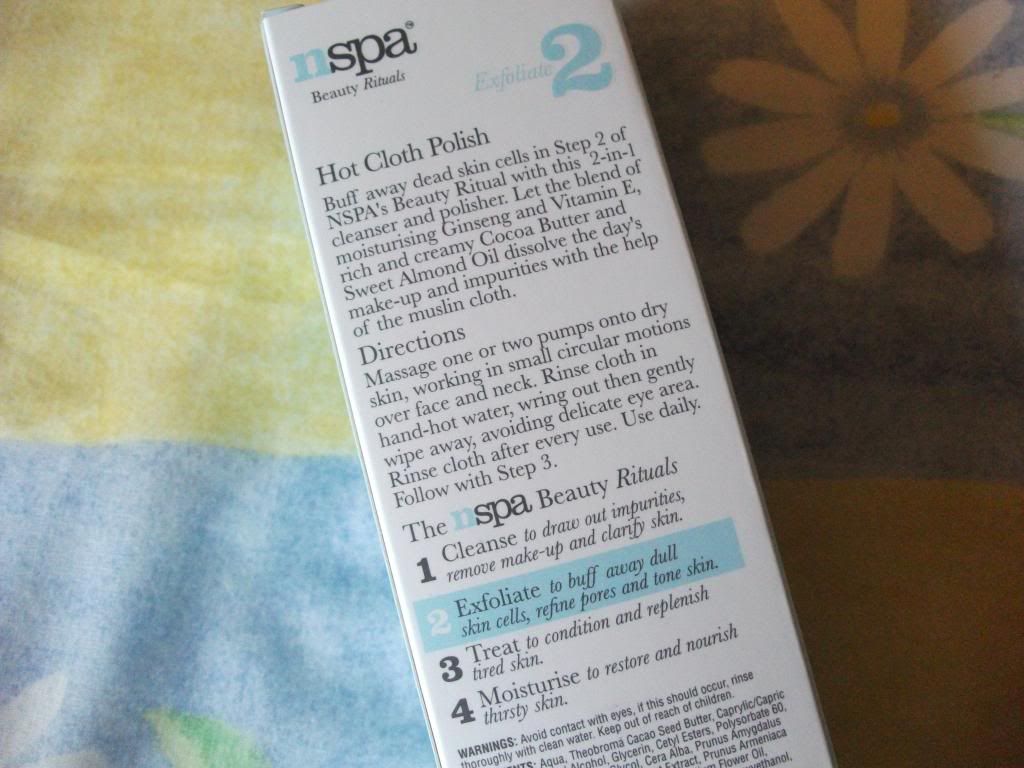 nspa™
Beauty Rituals
Exfoliate 2
Hot Cloth Polish
Buff away dead skin cells in Step 2 of
NSPA's Beauty Ritual with this 2-in-1
cleanser and polisher. Let the blend of
moisturising Ginseng and Vitamin E,
rich and creamy Cocoa Butter and
Sweet Almond Oil dissolve the day's
make-up and impurities with the help
of the muslin cloth.
Directions
Massage one or two pumps onto dry
skin, working in small circular motions
over face and neck. Rinse cloth in
hand-hot water, wring out then gently
wipe away, avoiding delicate eye area.
Rinse cloth after every use. Use daily.
Follow with Step 3.
The nspa Beauty Rituals
1 Cleanse to draw out impurities,
remove make-up and clarify skin.
2 Exfoliate to buff away dull
skin cells, refine pores and tone skin.
3 Treat to condition and replenish
tired skin.
4 Moisturise to restore and nourish
thirsty skin.
WARNINGS: Avoid contact with eyes, if this should occur, rinse
thoroughly with clean water. Keep out of reach of children.
Aqua, Theobroma Cacao Seed Butter, Caprylic/Capric
Alcohol, Glycerin, Cetyl Esters, Polysorbate 60,
Cera Alba, Prunus Amygdalus
Extract, Prunus Armeniaca
Flower Oil,